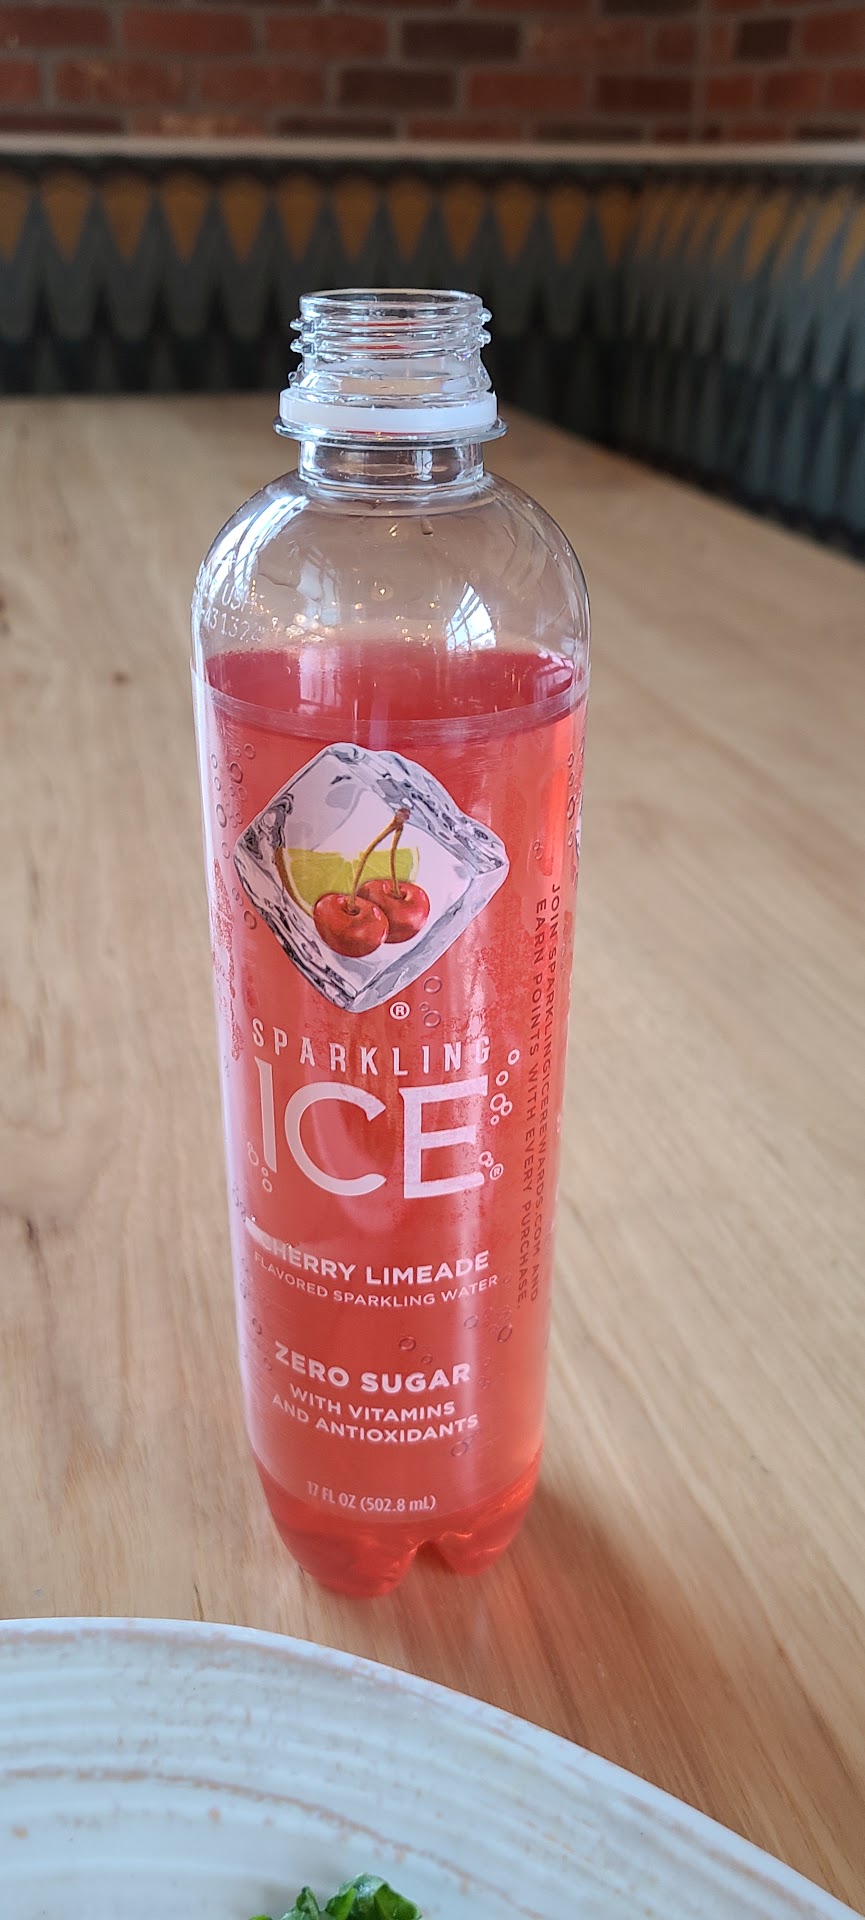 SPARKLING
ICE
CHERRY LIMEADE
FLAVORED SPARKLING WATER
ZERO SUGAR
WITH VITAMINS
AND ANTIOXIDANTS
17 FL OZ (502.8 mL)
JOIN SPARKLINGICEREWARDS.COM AND
EARN POINTS WITH EVERY PURCHASE.